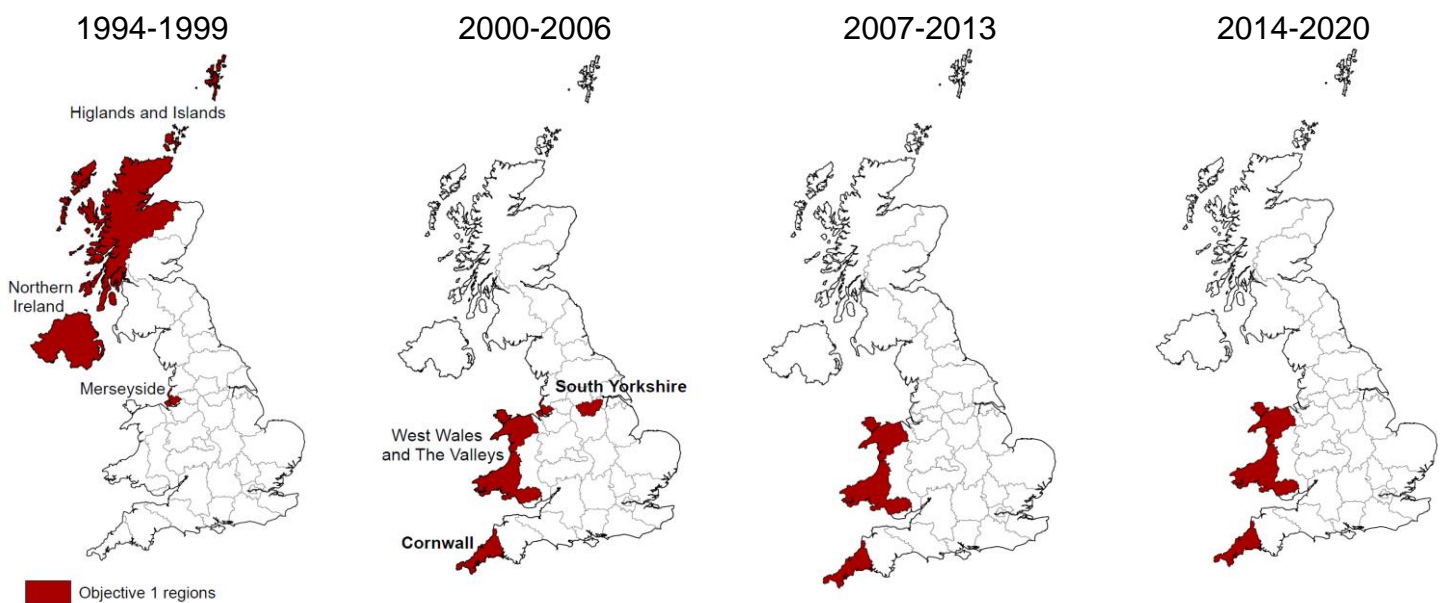 1994-1999
2000-2006
2007-2013
2014-2020
Higlands and Islands
Northern
Ireland
Merseyside
South Yorkshire
West Wales
and The Valleys
Cornwall
Objective 1 regions